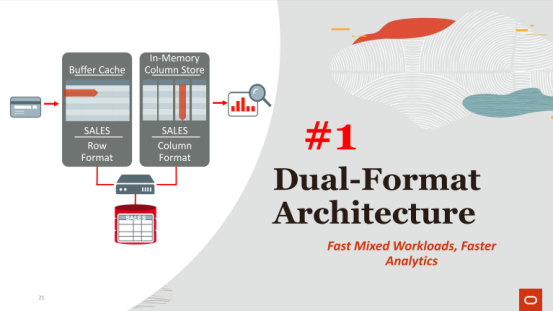 Buffer Cache
SALES
Row
Format
In-Memory
Column Store
SALES
Column
Format
SALES
#1
Dual-Format
Architecture
Fast Mixed Workloads, Faster
Analytics
21